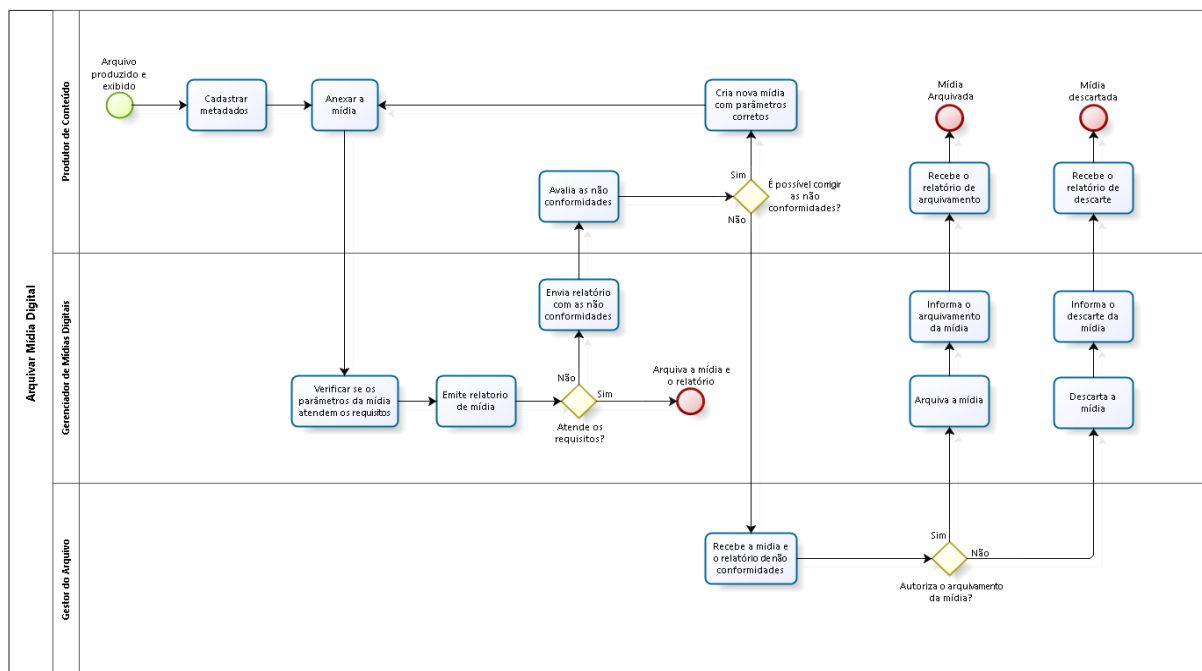 Arquivar Mídia Digital
Produtor de Conteúdo
Arquivo
produzido e
exibido
Cadastrar
metadados
Anexar a
mídia
Cria nova mídia
com parâmetros
corretos
Mídia
Arquivada
Mídia
descartada
Avalia as não
conformidades
Sim
É possível corrigir
as não
conformidades?
Não
Recebe o
relatório de
arquivamento
Recebe o
relatório de
descarte
Gerenciador de Mídias Digitais
Envia relatório
com as não
conformidades
Informa o
arquivamento
da mídia
Informa o
descarte da
mídia
Verificar se os
parâmetros da mídia
atendem os requisitos
Emite relatorio
de mídia
Não
Sim
Atende os
requisitos?
Arquiva a mídia e
o relatório
Arquiva a mídia
Descarta a
mídia
Gestor do Arquivo
Recebe a midia e
o relatório de não
conformidades
Sim
Não
Autoriza o arquivamento
da mídia?